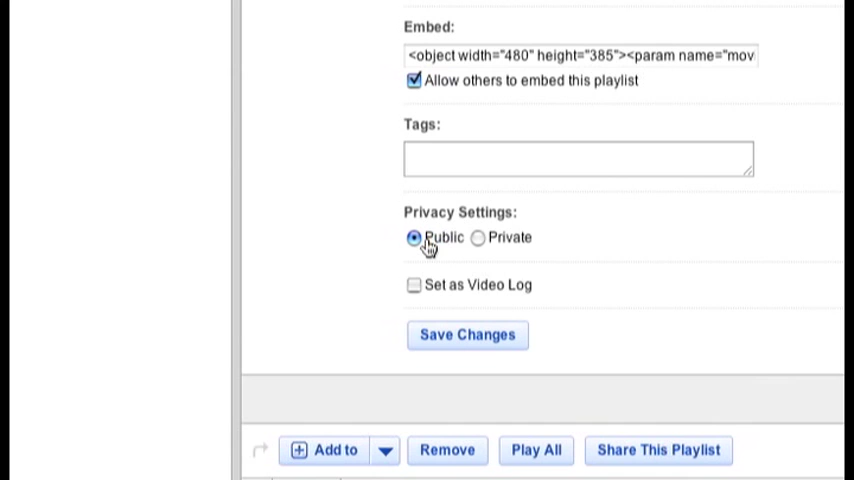 Embed:
<object width="480" height="385"><param name="mov
Allow others to embed this playlist
Tags:
Privacy Settings:
Public Private
Set as Video Log
Save Changes
Add to Remove Play All Share This Playlist